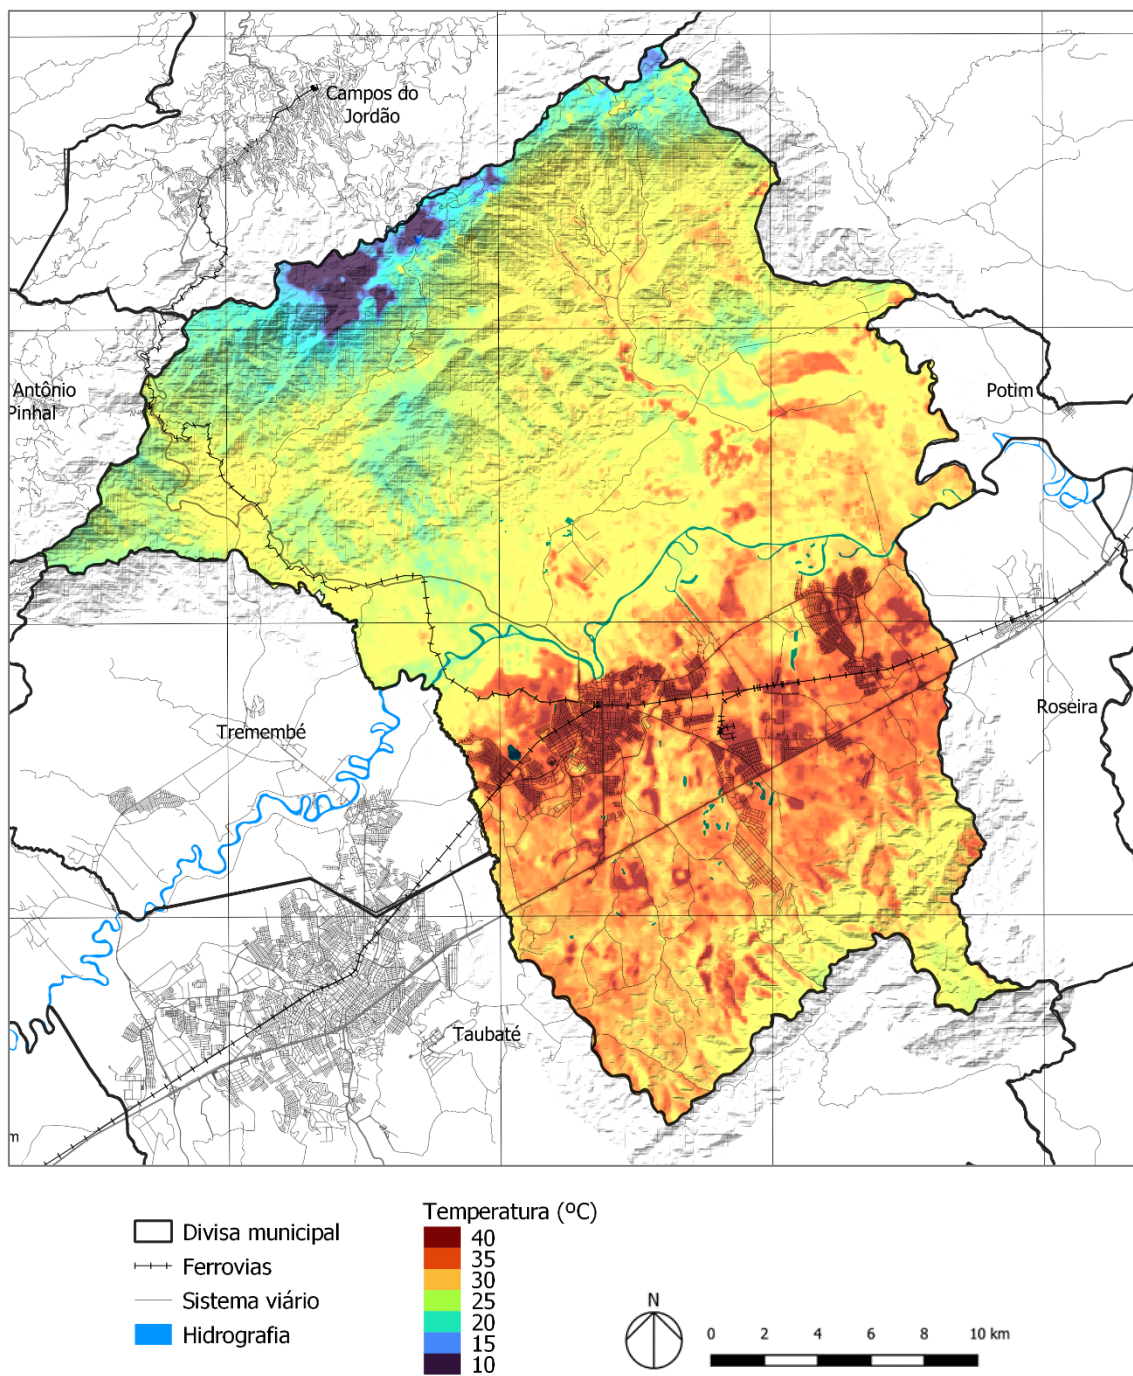 Campos do
Jordão
Antônio
Pinhal
Potim
Tremembé
Roseira
Taubaté
m
Temperatura (ºC)
Divisa municipal
Ferrovias
Sistema viário
Hidrografia
40
35
30
25
20
15
10
N
0 2 4 6 8 10 km